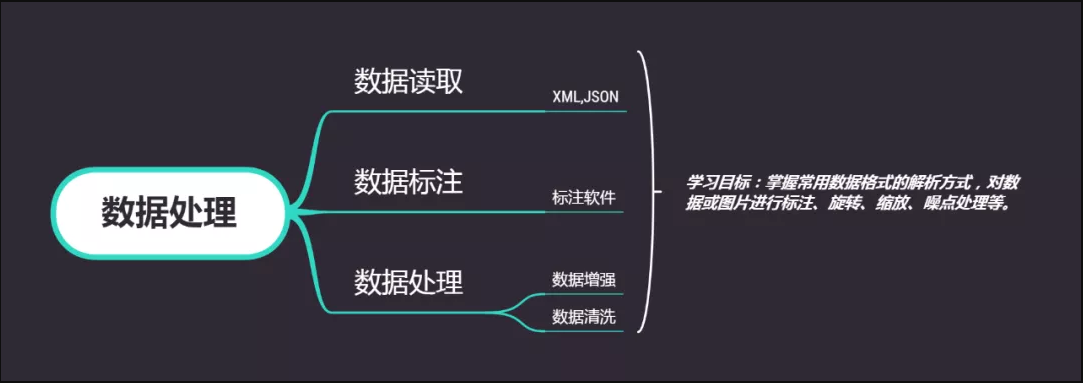 数据处理
数据读取
XML,JSON
数据标注
标注软件
数据处理
数据增强
数据清洗
学习目标：掌握常用数据格式的解析方式，对数
据或图片进行标注、旋转、缩放、噪点处理等。